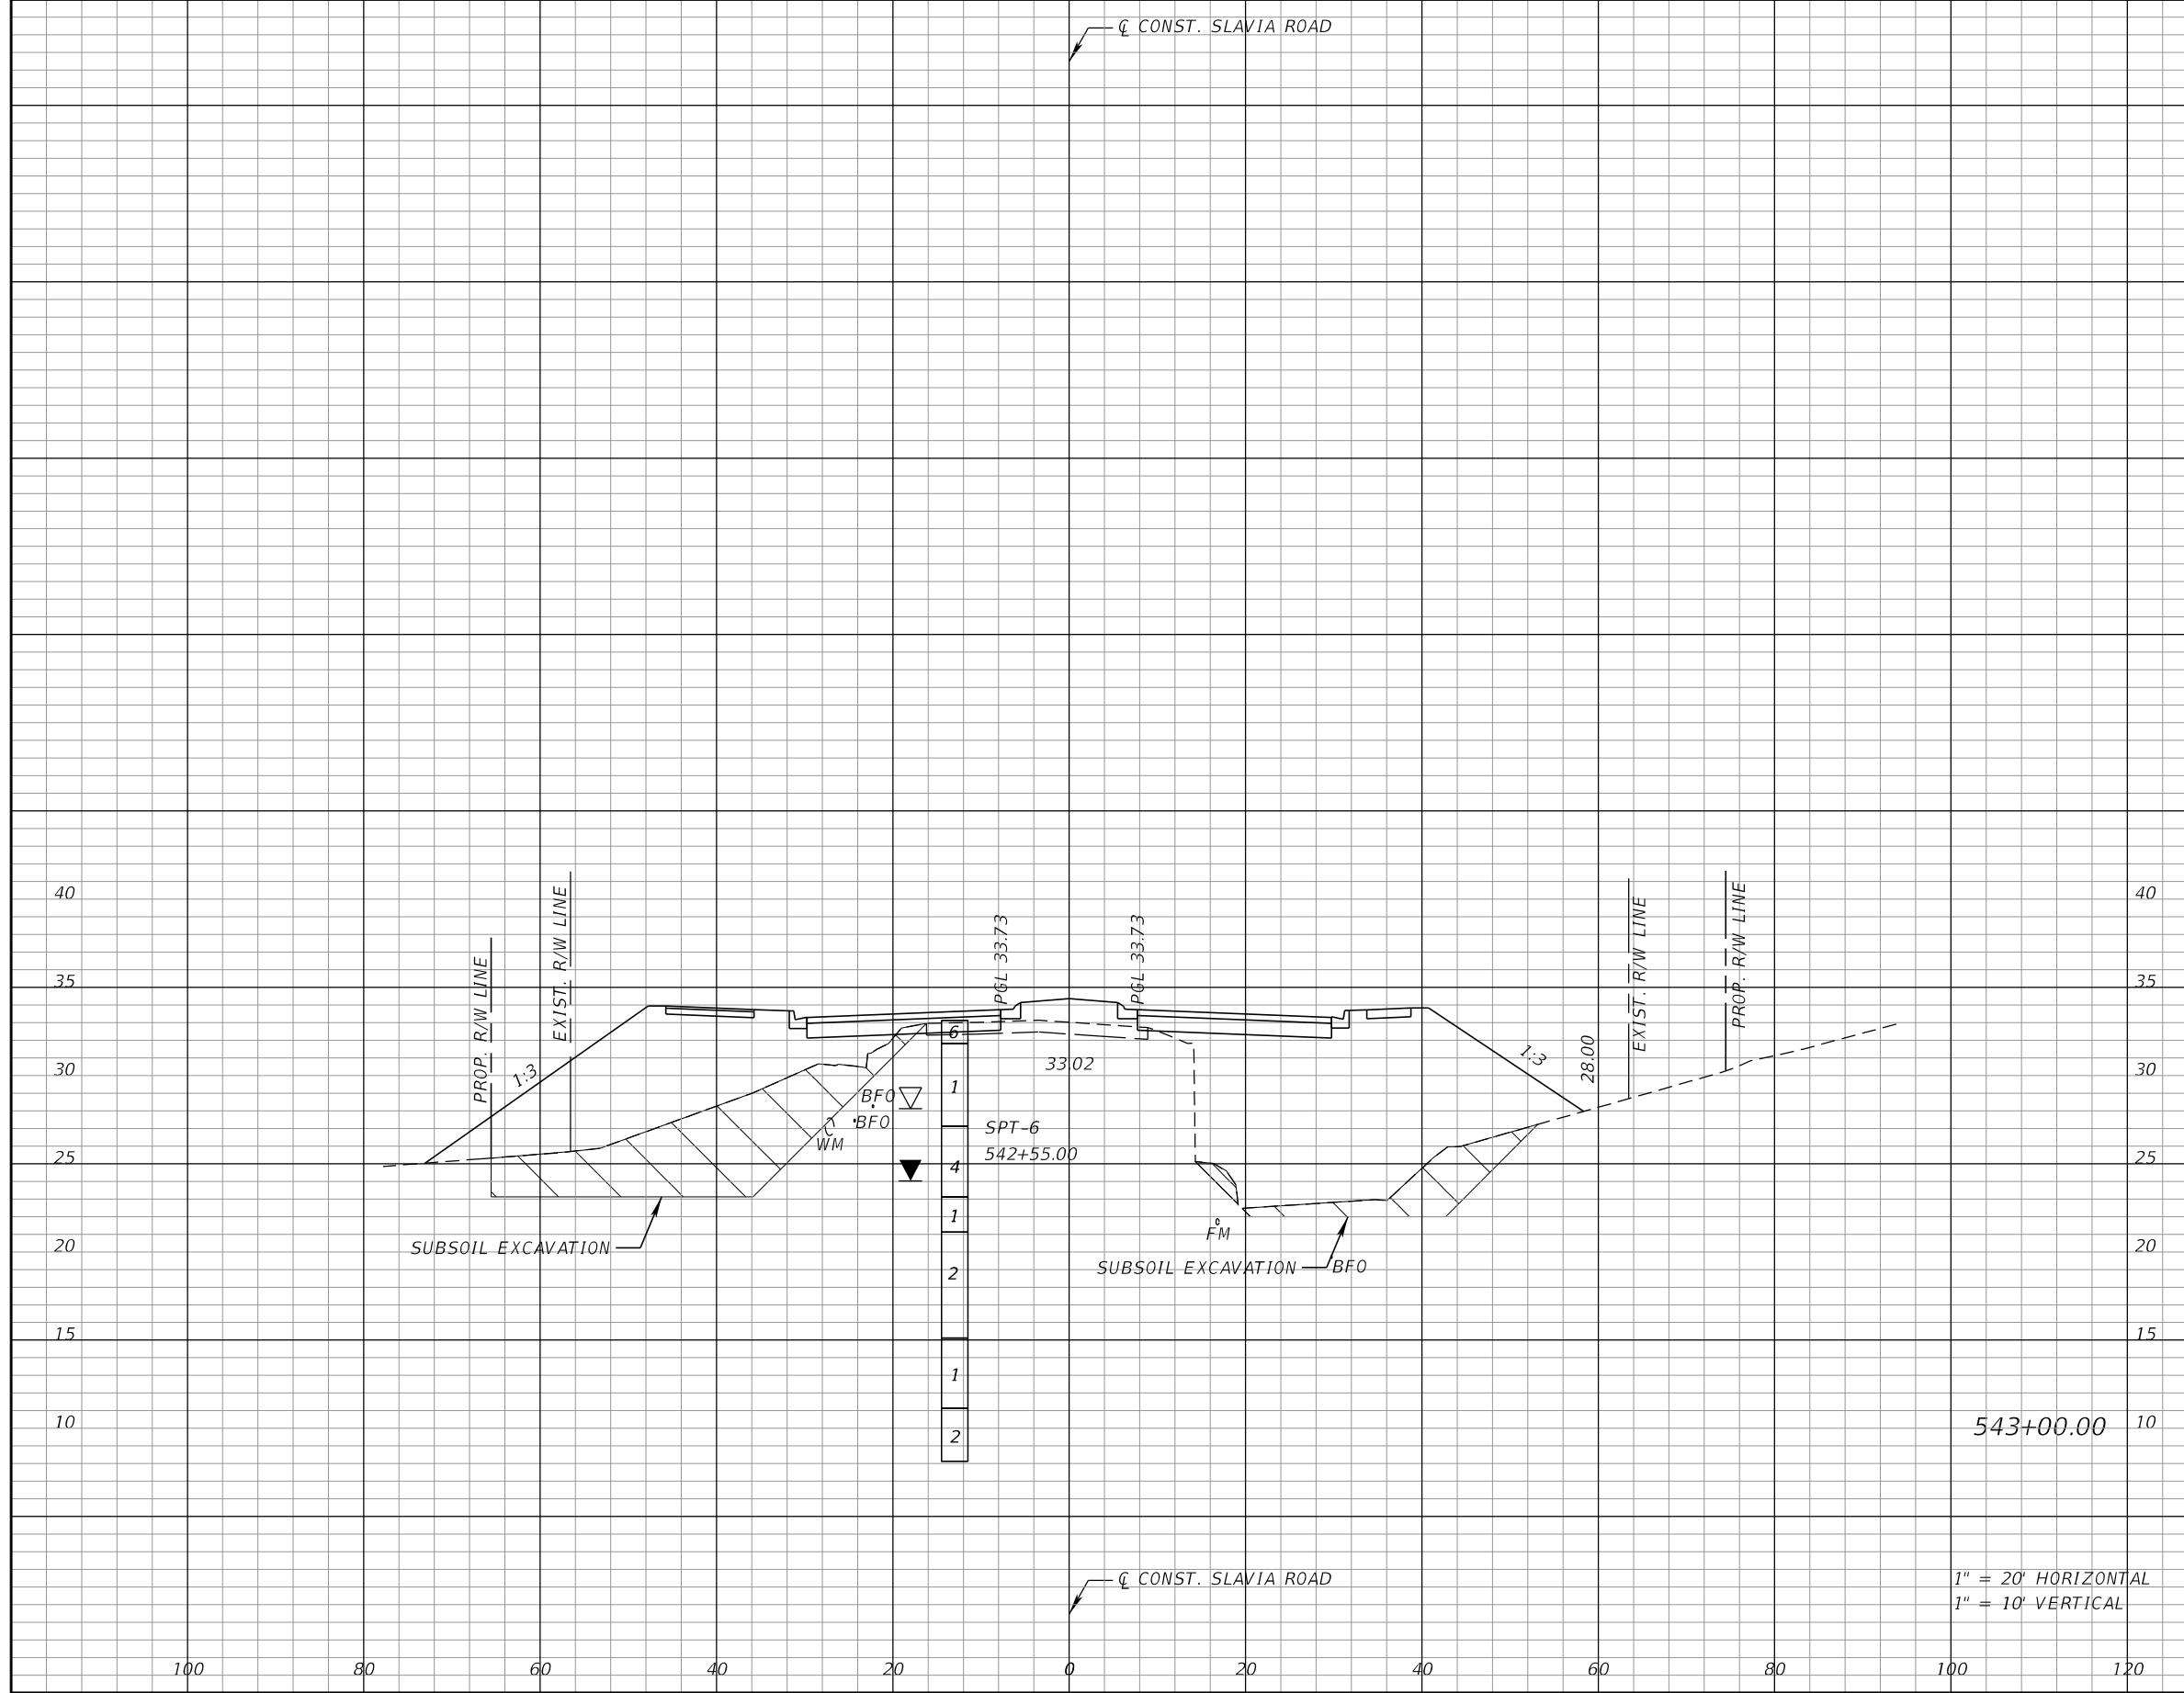 ℄ CONST. SLAVIA ROAD
40
40
PROP. R/W LINE
EXIST. R/W LINE
PGL 33.73
PGL 33.73
EXIST. R/W LINE
PROP. R/W LINE
35
35
6
1:3
33.02
1:3
28.00
30
30
1
BFO
BFO
WM
SPT-6
542+55.00
25
25
4
1
FM
SUBSOIL EXCAVATION
SUBSOIL EXCAVATION
BFO
20
20
2
15
15
1
10
10
2
543+00.00
℄ CONST. SLAVIA ROAD
1" = 20' HORIZONTAL
1" = 10' VERTICAL
100 80 60 40 20 0 20 40 60 80 100 120